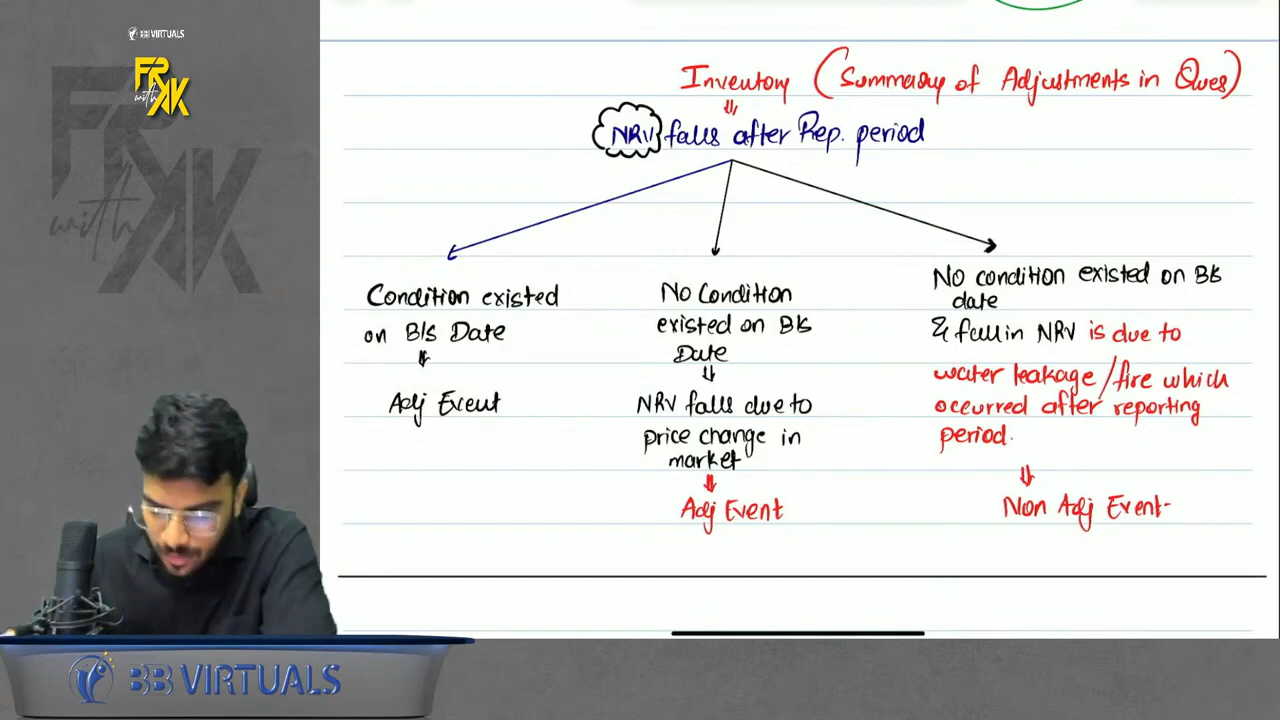 BB VIRTUALS
FR
with
AK
FR
with
AK
Inventory (Summary of Adjustments in Ques)
NRV falls after Rep. period
Condition existed
on B/s Date
Adj Event
No Condition
existed on B/s
Date
NRV falls due to
price change in
market
Adj Event
No condition existed on B/s
date
& fall in NRV is due to
water leakage/fire which
occurred after reporting
period.
Non Adj Event
BB VIRTUALS